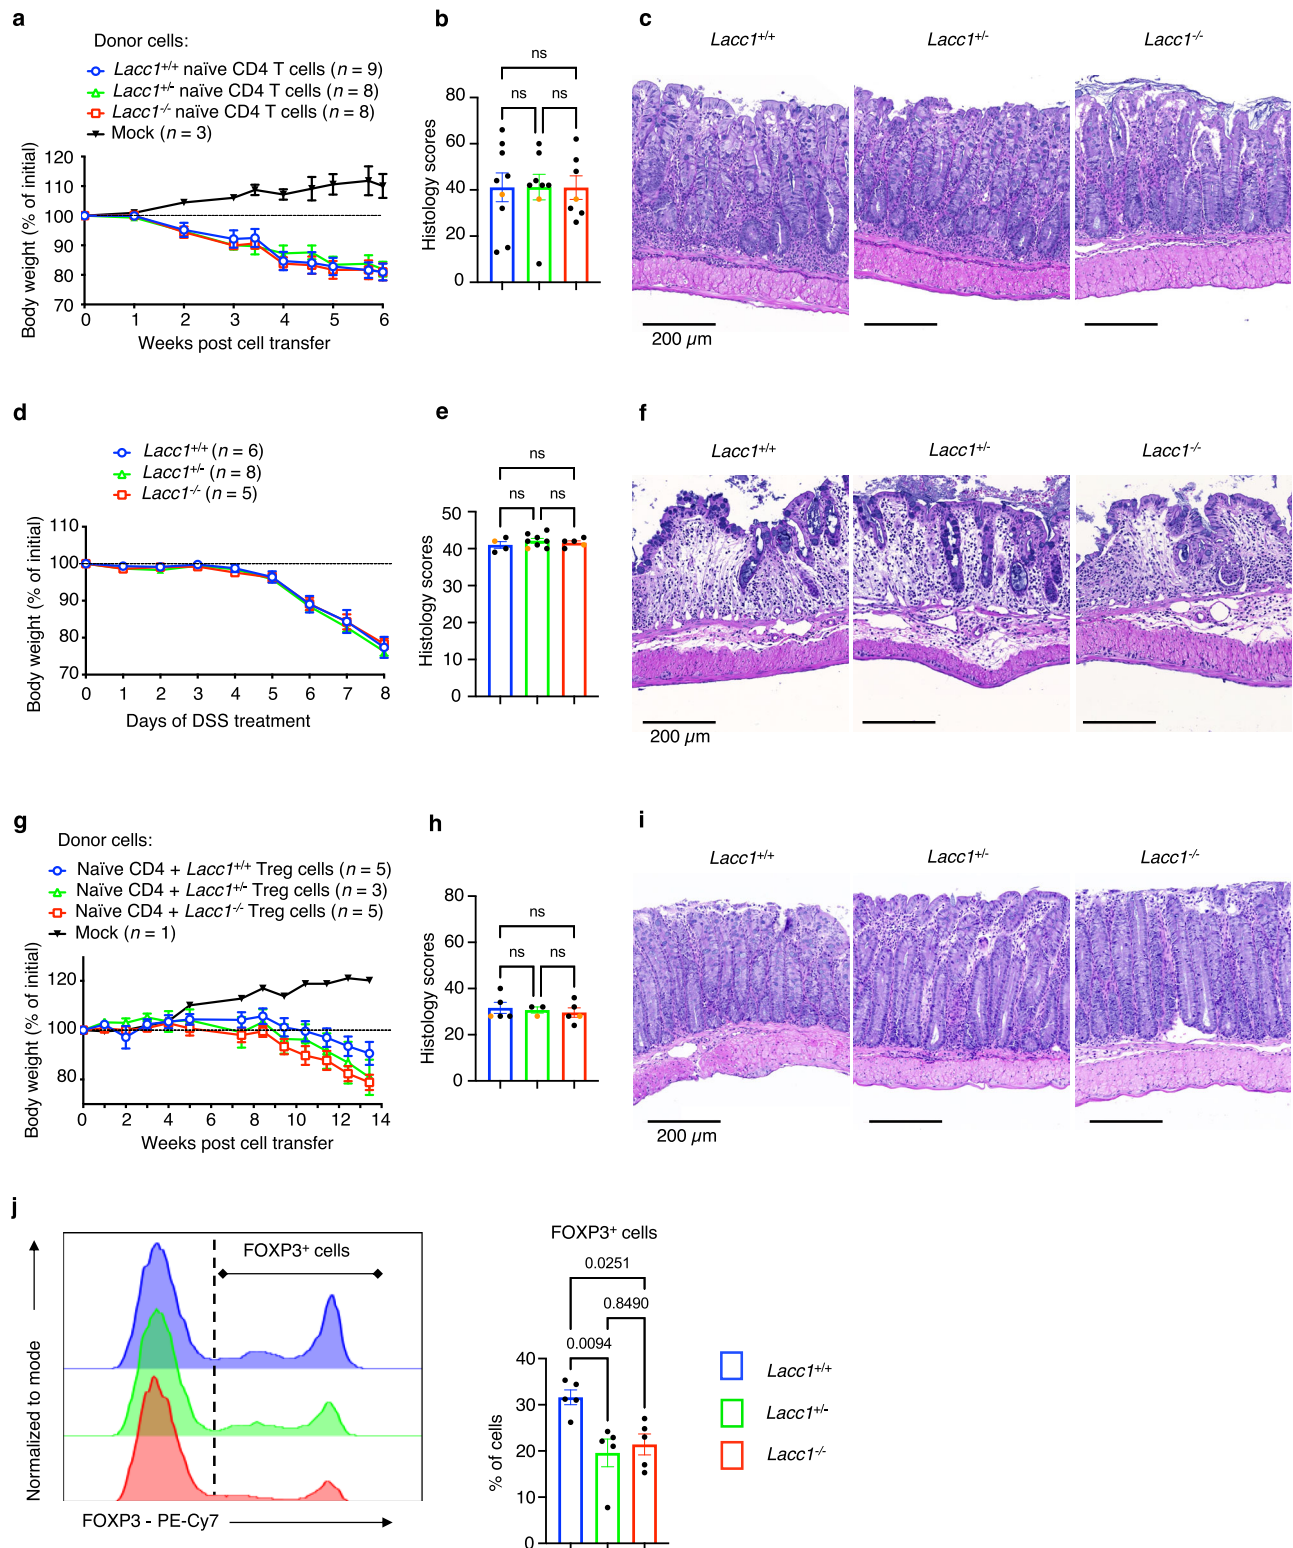 a
Donor cells:
Lacc1+/+ naïve CD4 T cells (n = 9)
Lacc1+/- naïve CD4 T cells (n = 8)
Lacc1-/- naïve CD4 T cells (n = 8)
Mock (n = 3)
Body weight (% of initial)
120
110
100
90
80
70
0 1 2 3 4 5 6
Weeks post cell transfer
b
ns
ns ns
Histology scores
80
60
40
20
0
c
Lacc1+/+ Lacc1+/- Lacc1-/-
200 µm
d
Lacc1+/+ (n = 6)
Lacc1+/- (n = 8)
Lacc1-/- (n = 5)
Body weight (% of initial)
110
100
90
80
70
0 1 2 3 4 5 6 7 8
Days of DSS treatment
e
ns
ns ns
Histology scores
50
40
30
20
10
0
f
Lacc1+/+ Lacc1+/- Lacc1-/-
200 µm
g
Donor cells:
Naïve CD4 + Lacc1+/+ Treg cells (n = 5)
Naïve CD4 + Lacc1+/- Treg cells (n = 3)
Naïve CD4 + Lacc1-/- Treg cells (n = 5)
Mock (n = 1)
Body weight (% of initial)
120
100
80
0 2 4 6 8 10 12 14
Weeks post cell transfer
h
ns
ns ns
Histology scores
80
60
40
20
0
i
Lacc1+/+ Lacc1+/- Lacc1-/-
200 µm
j
Normalized to mode
FOXP3+ cells
FOXP3 - PE-Cy7
FOXP3+ cells
0.0251
0.8490
0.0094
% of cells
40
30
20
10
0
Lacc1+/+
Lacc1+/-
Lacc1-/-